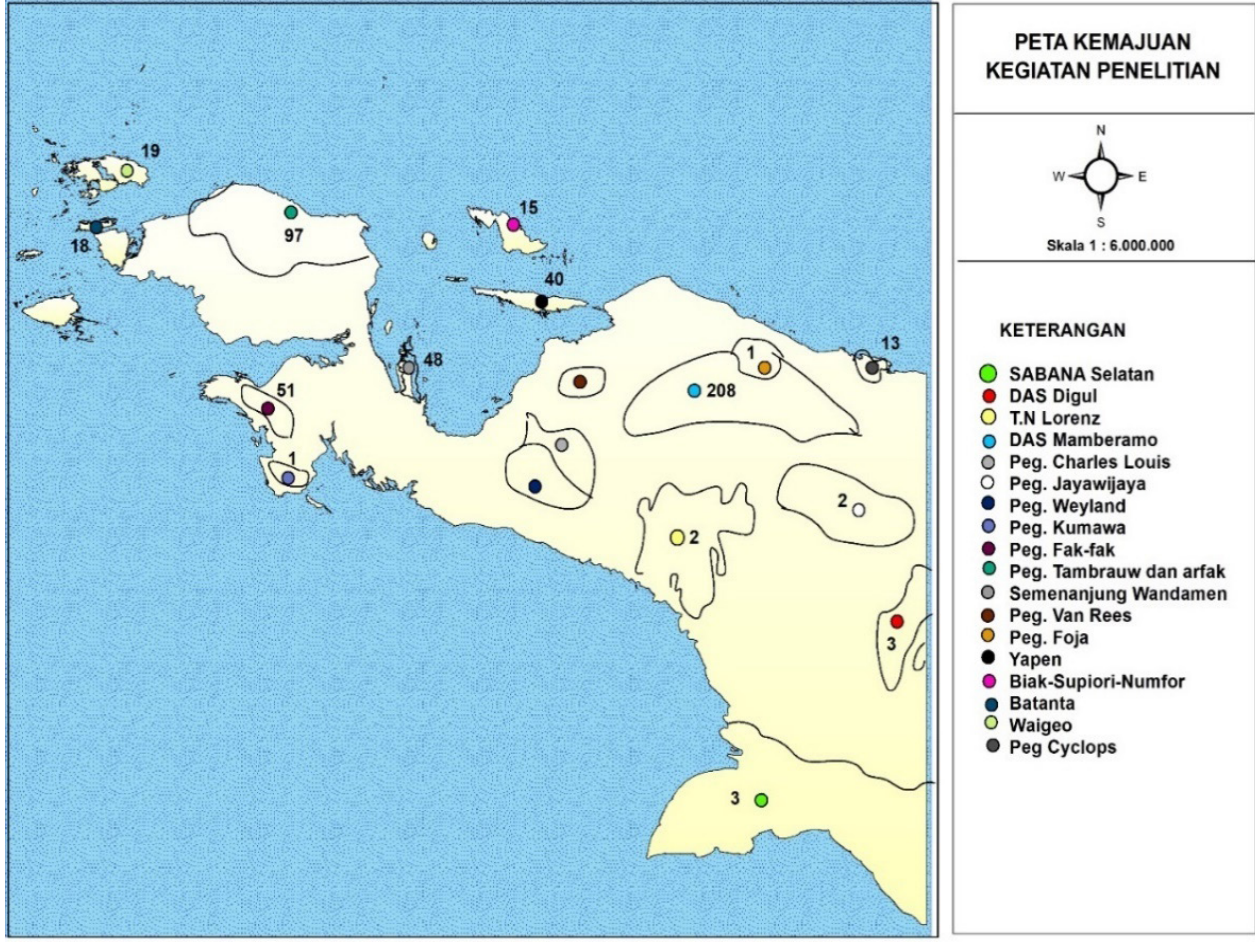 PETA KEMAJUAN
KEGIATAN PENELITIAN
N
W
E
S
Skala 1 : 6.000.000
KETERANGAN
SABANA Selatan
DAS Digul
T.N Lorenz
DAS Mamberamo
Peg. Charles Louis
Peg. Jayawijaya
Peg. Weyland
Peg. Kumawa
Peg. Fak-fak
Peg. Tambrauw dan arfak
Semenanjung Wandamen
Peg. Van Rees
Peg. Foja
Yapen
Biak-Supiori-Numfor
Batanta
Waigeo
Peg Cyclops
19
15
97
18
40
13
1
48
208
51
1
2
2
3
3